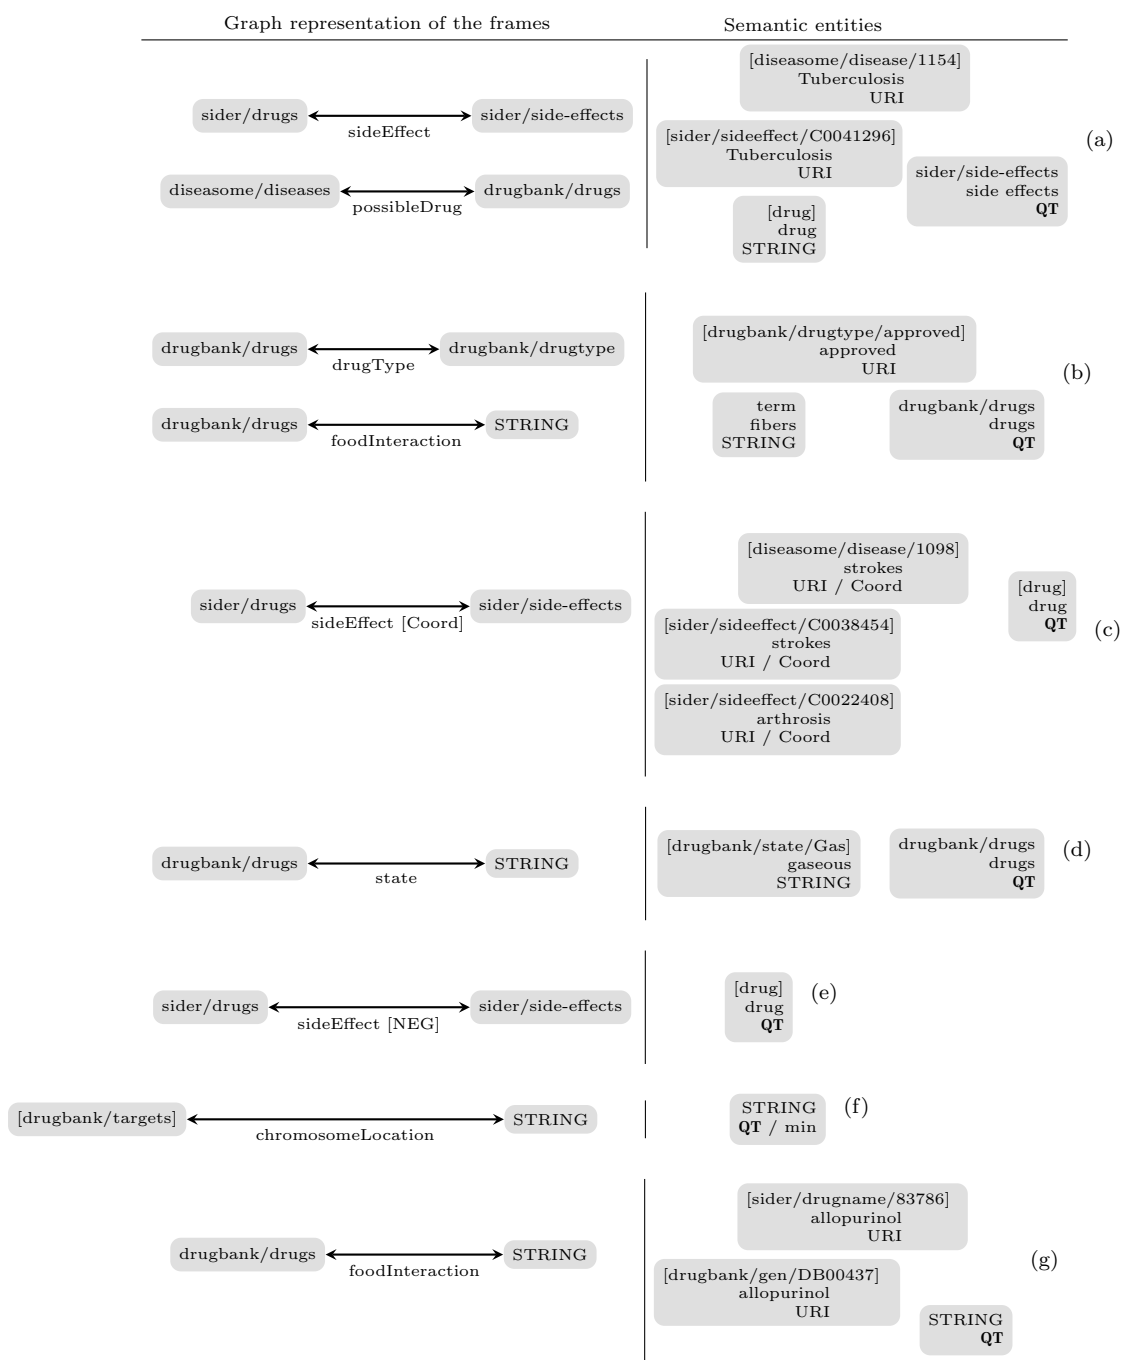 Graph representation of the frames
Semantic entities
sider/drugs
sider/side-effects
sideEffect
diseasome/diseases
drugbank/drugs
possibleDrug
[diseasome/disease/1154]
Tuberculosis
URI
[sider/sideeffect/C0041296]
Tuberculosis
URI
sider/side-effects
side effects
QT
[drug]
drug
STRING
(a)
drugbank/drugs
drugbank/drugtype
drugType
drugbank/drugs
STRING
foodInteraction
[drugbank/drugtype/approved]
approved
URI
term
fibers
STRING
drugbank/drugs
drugs
QT
(b)
sider/drugs
sider/side-effects
sideEffect [Coord]
[diseasome/disease/1098]
strokes
URI / Coord
[sider/sideeffect/C0038454]
strokes
URI / Coord
[sider/sideeffect/C0022408]
arthrosis
URI / Coord
[drug]
drug
QT
(c)
drugbank/drugs
STRING
state
[drugbank/state/Gas]
gaseous
STRING
drugbank/drugs
drugs
QT
(d)
sider/drugs
sider/side-effects
sideEffect [NEG]
[drug]
drug
QT
(e)
[drugbank/targets]
STRING
chromosomeLocation
STRING
QT / min
(f)
drugbank/drugs
STRING
foodInteraction
[sider/drugname/83786]
allopurinol
URI
[drugbank/gen/DB00437]
allopurinol
URI
STRING
QT
(g)